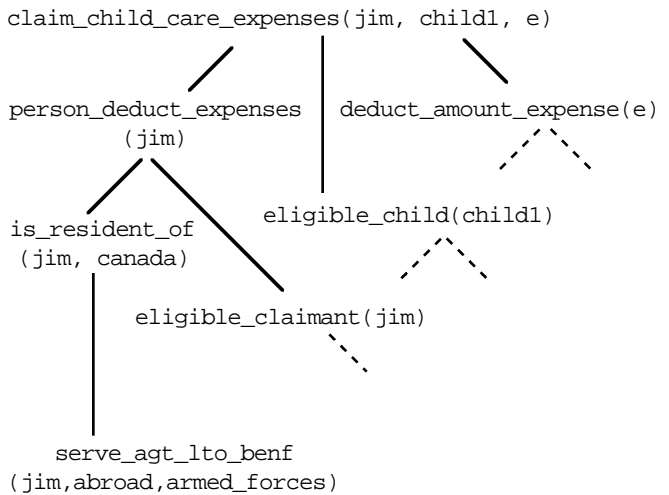 claim_child_care_expenses(jim, child1, e)
person_deduct_expenses
(jim)
deduct_amount_expense(e)
is_resident_of
(jim, canada)
eligible_child(child1)
eligible_claimant(jim)
serve_agt_lto_benf
(jim,abroad,armed_forces)